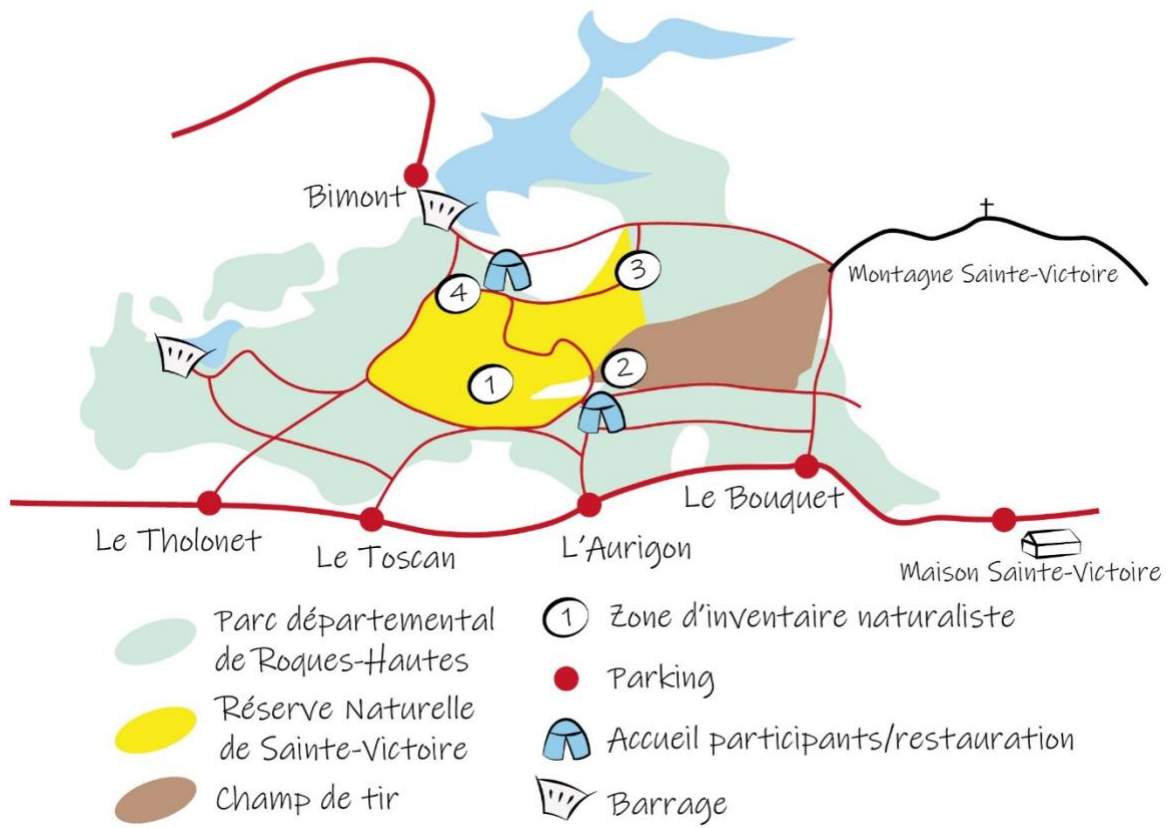 Bimont
3
Montagne Sainte-Victoire
4
2
1
Le Bouquet
Le Tholonet
Le Toscan
L'Aurigon
Maison Sainte-Victoire
Parc départemental
de Roques-Hautes
Réserve Naturelle
de Sainte-Victoire
Champ de tir
1 Zone d'inventaire naturaliste
Parking
Accueil participants/restauration
Barrage